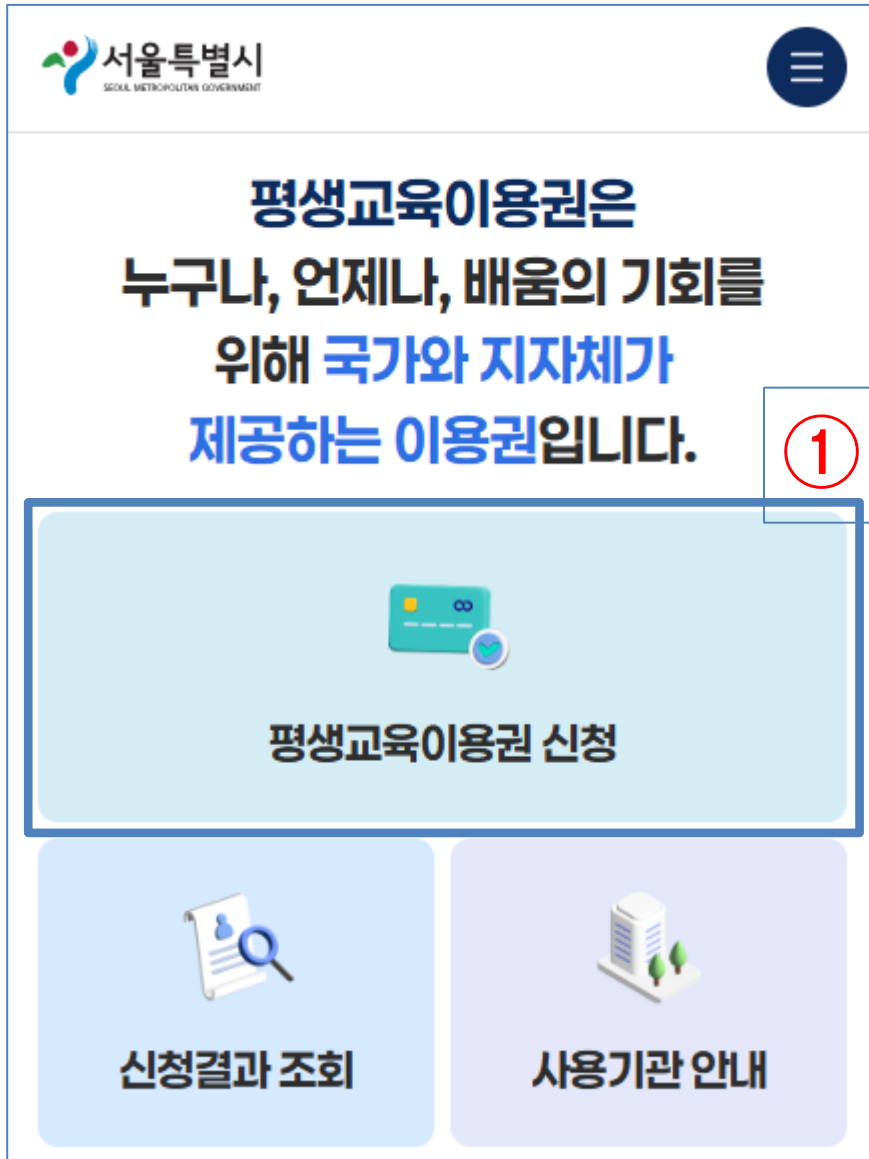 서울특별시
SEOUL METROPOLITAN GOVERNMENT
평생교육이용권은
누구나, 언제나, 배움의 기회를
위해 국가와 지자체가
제공하는 이용권입니다.
①
평생교육이용권 신청
신청결과 조회
사용기관 안내